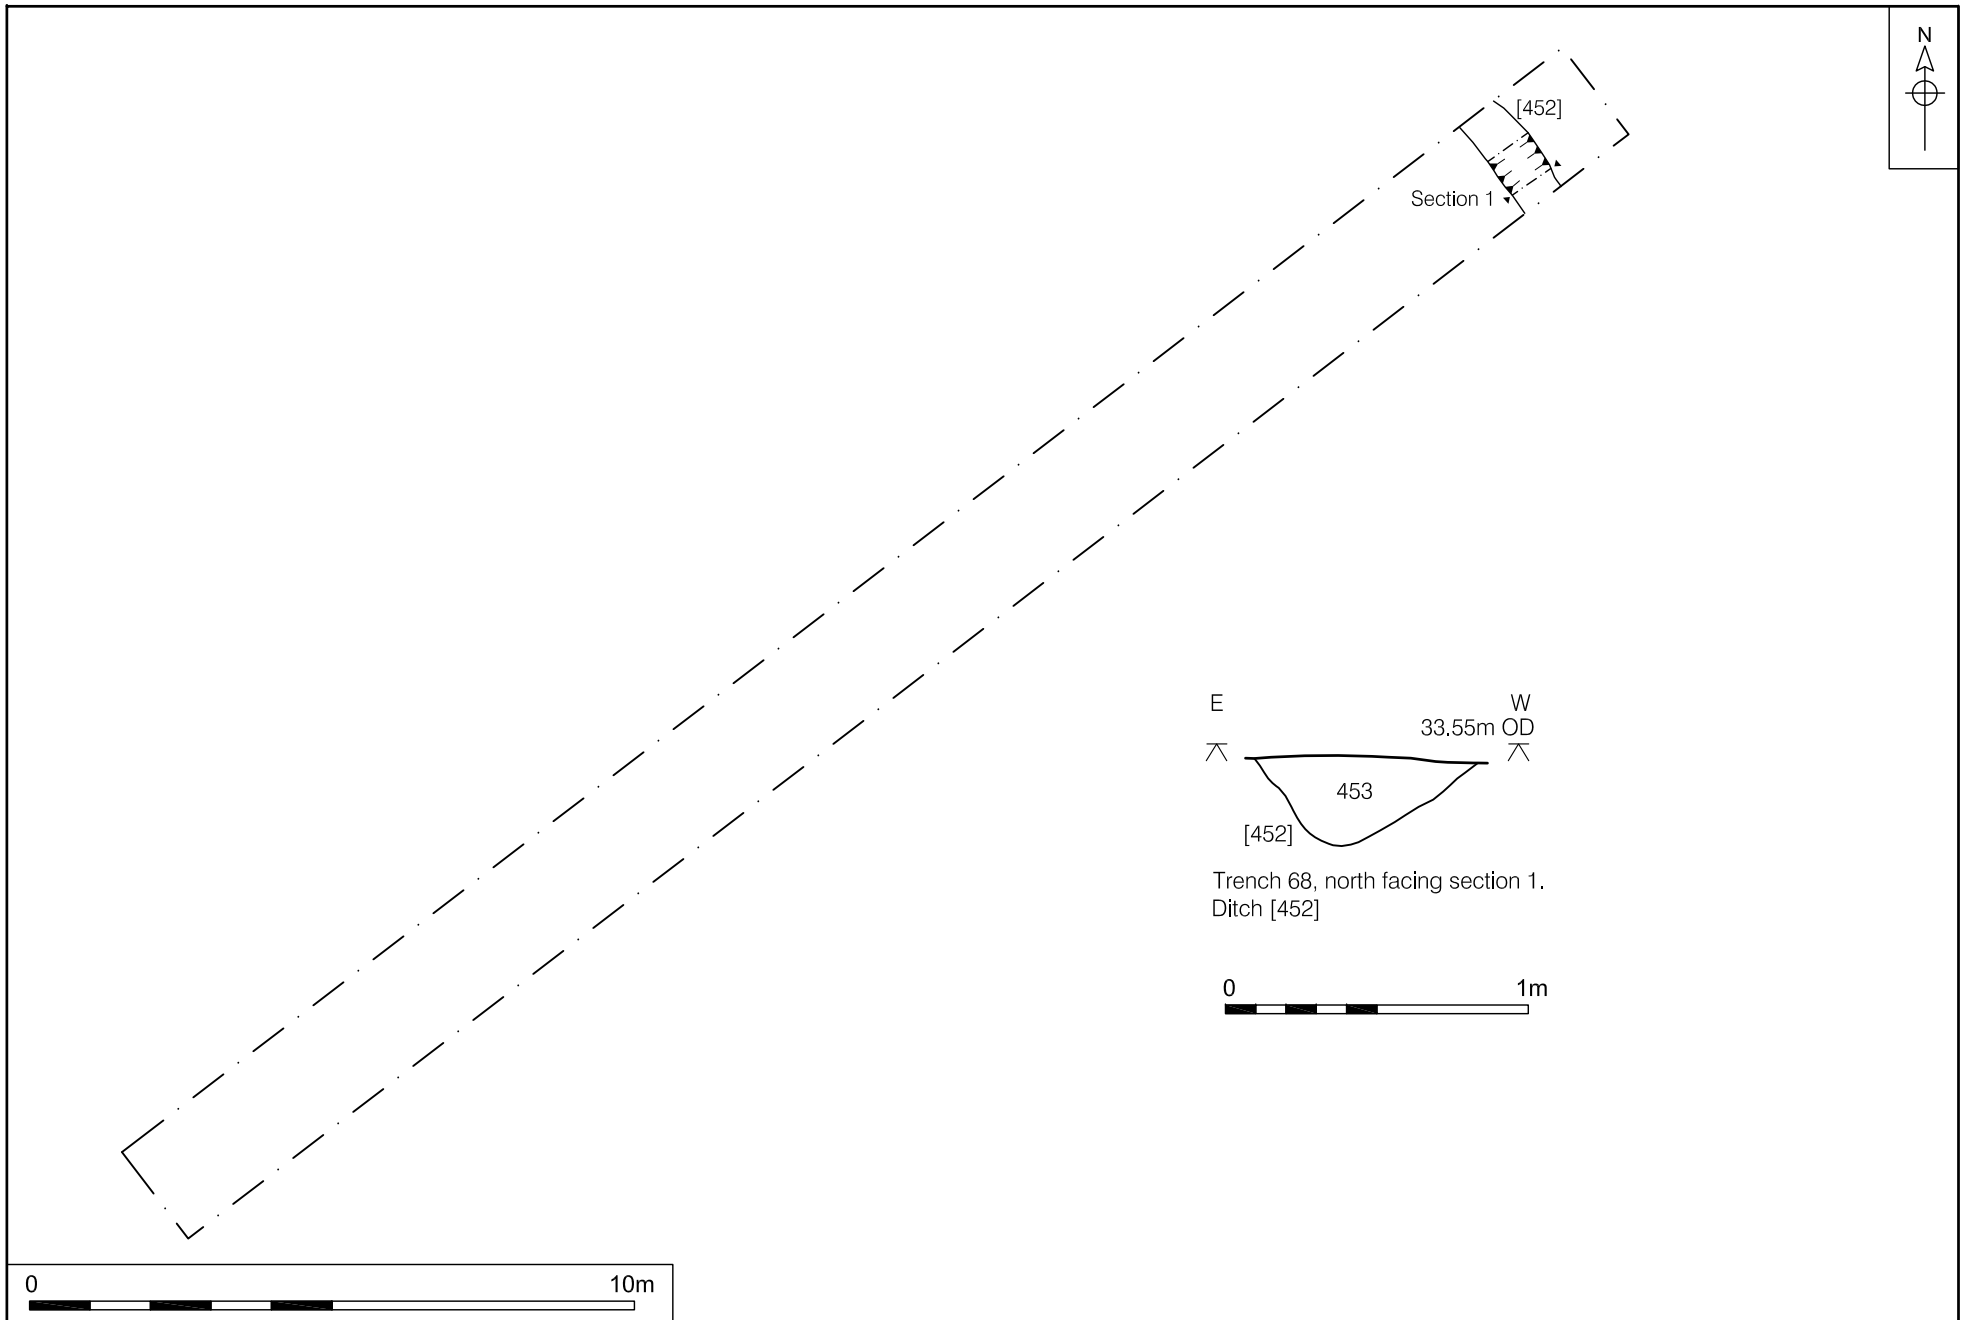 N
[452]
Section 1
E W
33.55m OD
453
[452]
Trench 68, north facing section 1.
Ditch [452]
0 1m
0 10m